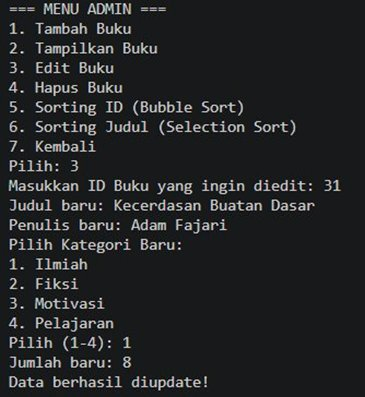 === MENU ADMIN ===
1. Tambah Buku
2. Tampilkan Buku
3. Edit Buku
4. Hapus Buku
5. Sorting ID (Bubble Sort)
6. Sorting Judul (Selection Sort)
7. Kembali
Pilih: 3
Masukkan ID Buku yang ingin diedit: 31
Judul baru: Kecerdasan Buatan Dasar
Penulis baru: Adam Fajari
Pilih Kategori Baru:
1. Ilmiah
2. Fiksi
3. Motivasi
4. Pelajaran
Pilih (1-4): 1
Jumlah baru: 8
Data berhasil diupdate!